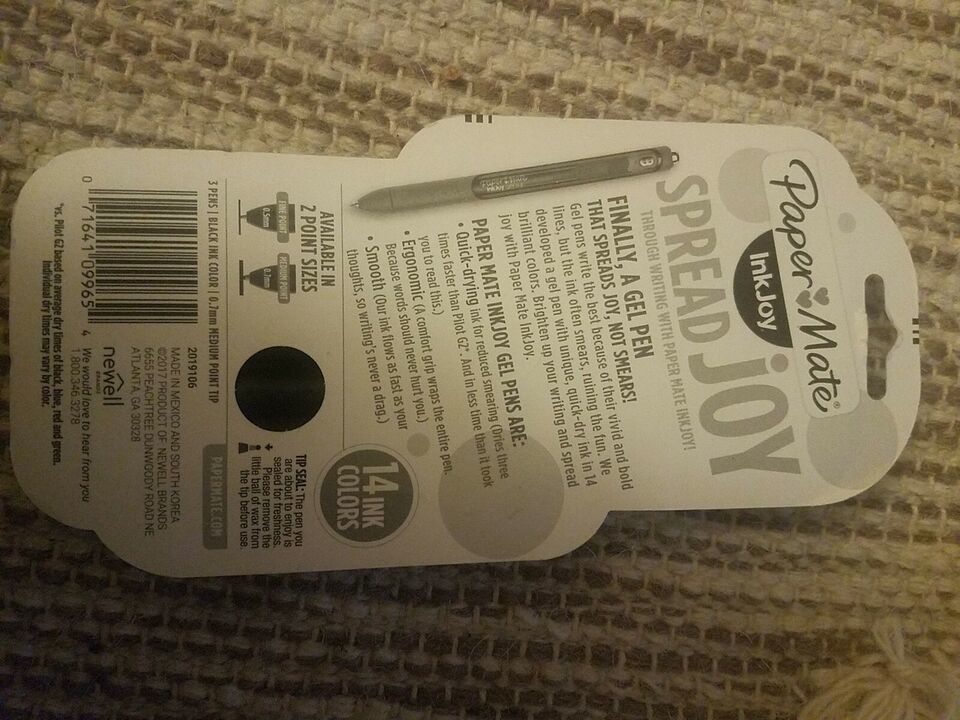 Paper Mate®
InkJoy
SPREAD JOY
THROUGH WRITING WITH PAPER MATE INKJOY!
FINALLY, A GEL PEN
THAT SPREADS JOY, NOT SMEARS!
Gel pens write the best because of their vivid and bold
lines, but the ink often smears, ruining the fun. We
developed a gel pen with unique, quick-dry ink in 14
brilliant colors. Brighten up your writing and spread
joy with Paper Mate InkJoy.
PAPER MATE INKJOY GEL PENS ARE:
• Quick-drying ink for reduced smearing (Dries three
times faster than Pilot G2*. And in less time than it took
you to read this.)
• Ergonomic (A comfort grip wraps the entire pen.
Because words should never hurt you.)
• Smooth (Our ink flows as fast as your
thoughts, so writing's never a drag.)
14 INK
COLORS
AVAILABLE IN
2 POINT SIZES
FINE POINT
0.5mm
MEDIUM POINT
0.7mm
TIP SEAL: The pen you
are about to enjoy is
sealed for freshness.
Please remove the
little ball of wax from
the tip before use.
3 PENS | BLACK INK COLOR | 0.7mm MEDIUM POINT TIP
PAPERMATE.COM
2019106
MADE IN MEXICO AND SOUTH KOREA
©2017 PRODUCT OF NEWELL BRANDS
6655 PEACHTREE DUNWOODY ROAD NE
ATLANTA, GA 30328
newell
BRANDS
We would love to hear from you
1.800.346.3278
0 71641 09965 4
*vs. Pilot G2 based on average dry times of black, blue, red and green.
Individual dry times may vary by color.